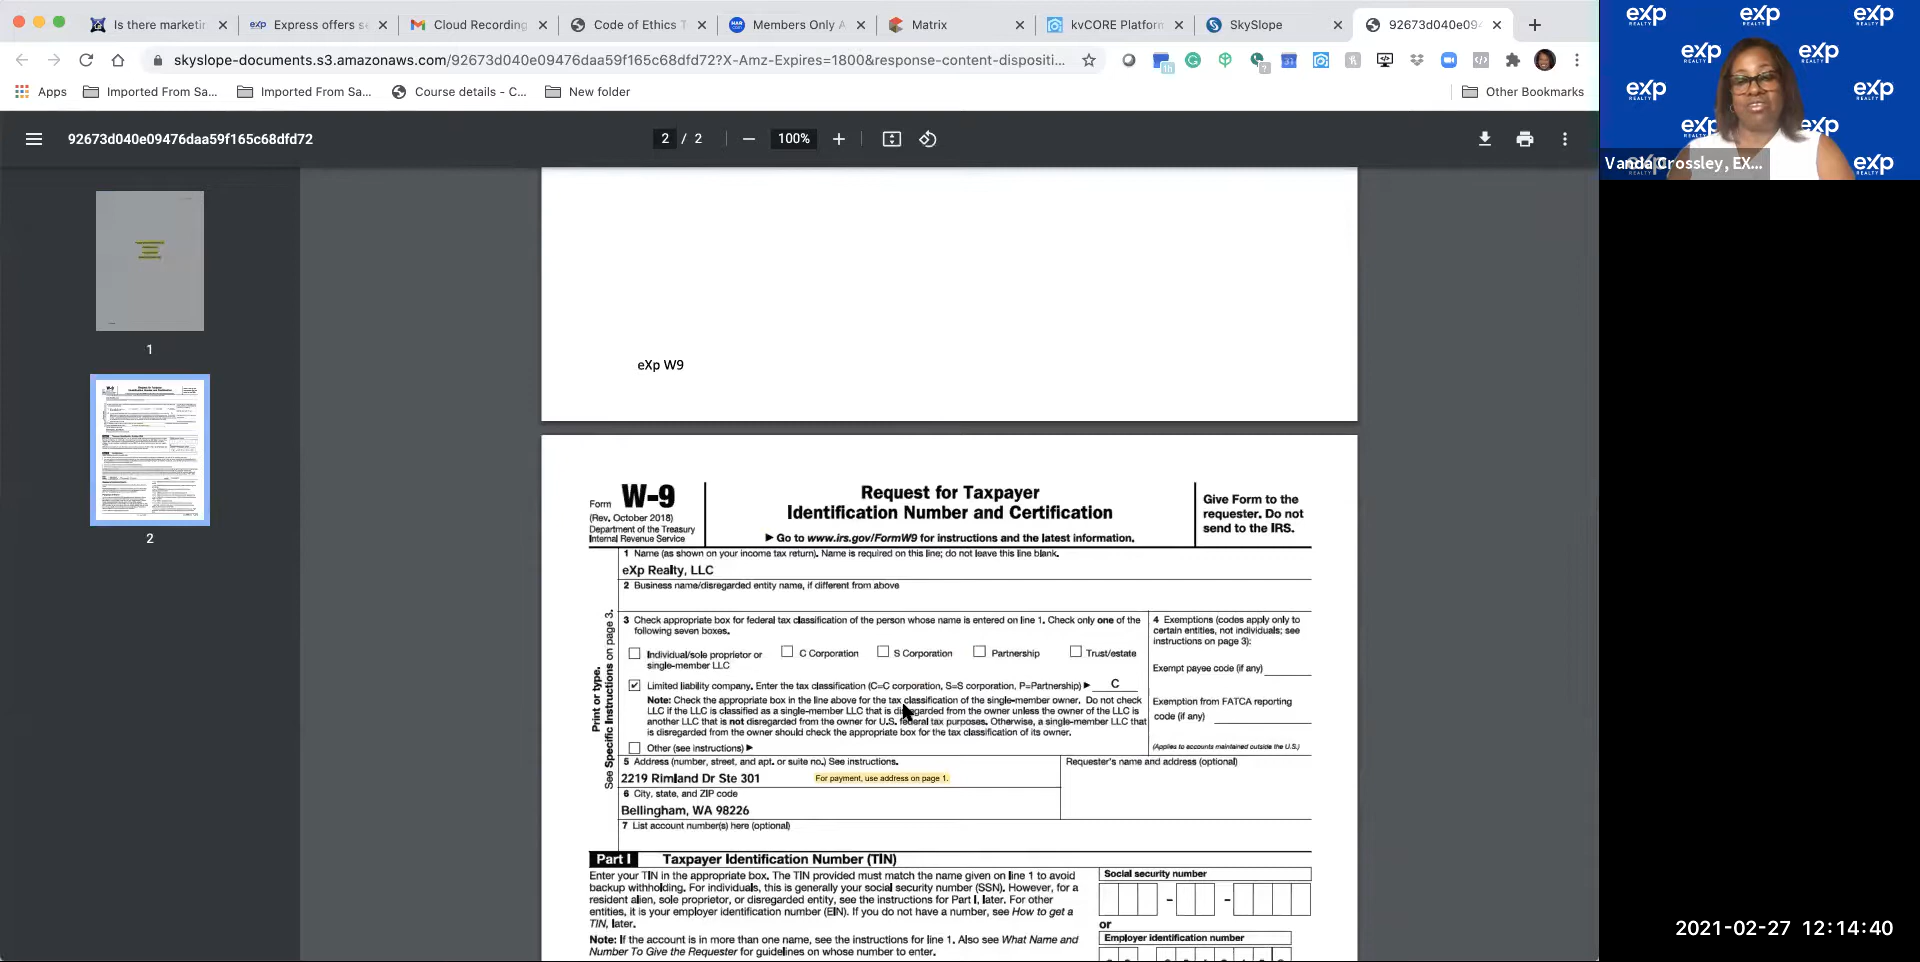 Is there marketi
Express offers s
Cloud Recording
Code of Ethics T
Members Only A
Matrix
kvCORE Platform
SkySlope
92673d040e094
skyslope-documents.s3.amazonaws.com/92673d040e09476daa59f165c68dfd72?X-Amz-Expires=1800&response-content-dispositi...
Apps
Imported From Sa...
Imported From Sa...
Course details - C...
New folder
Other Bookmarks
92673d040e09476daa59f165c68dfd72
2 / 2
100%
1
2
eXp W9
Form W-9
(Rev. October 2018)
Department of the Treasury
Internal Revenue Service
Request for Taxpayer
Identification Number and Certification
▶ Go to www.irs.gov/FormW9 for instructions and the latest information.
Give Form to the
requester. Do not
send to the IRS.
Print or type.
See Specific Instructions on page 3.
1 Name (as shown on your income tax return). Name is required on this line; do not leave this line blank.
eXp Realty, LLC
2 Business name/disregarded entity name, if different from above
3 Check appropriate box for federal tax classification of the person whose name is entered on line 1. Check only one of the
following seven boxes.
Individual/sole proprietor or
single-member LLC
C Corporation
S Corporation
Partnership
Trust/estate
Limited liability company. Enter the tax classification (C=C corporation, S=S corporation, P=Partnership) ▶ C
Note: Check the appropriate box in the line above for the tax classification of the single-member owner. Do not check
LLC if the LLC is classified as a single-member LLC that is disregarded from the owner unless the owner of the LLC is
another LLC that is not disregarded from the owner for U.S. federal tax purposes. Otherwise, a single-member LLC that
is disregarded from the owner should check the appropriate box for the tax classification of its owner.
Other (see instructions) ▶
4 Exemptions (codes apply only to
certain entities, not individuals; see
instructions on page 3):
Exempt payee code (if any)
Exemption from FATCA reporting
code (if any)
(Applies to accounts maintained outside the U.S.)
5 Address (number, street, and apt. or suite no.) See instructions.
2219 Rimland Dr Ste 301
For payment, use address on page 1.
Requester's name and address (optional)
6 City, state, and ZIP code
Bellingham, WA 98226
7 List account number(s) here (optional)
Part I Taxpayer Identification Number (TIN)
Enter your TIN in the appropriate box. The TIN provided must match the name given on line 1 to avoid
backup withholding. For individuals, this is generally your social security number (SSN). However, for a
resident alien, sole proprietor, or disregarded entity, see the instructions for Part I, later. For other
entities, it is your employer identification number (EIN). If you do not have a number, see How to get a
TIN, later.
Note: If the account is in more than one name, see the instructions for line 1. Also see What Name and
Number To Give the Requester for guidelines on whose number to enter.
Social security number
or
Employer identification number
exp REALTY
exp
exp
exp REALTY
exp REALTY
exp REALTY
exp REALTY
exp
exp
exp REALTY
Vanda Crossley, EX...
2021-02-27 12:14:40